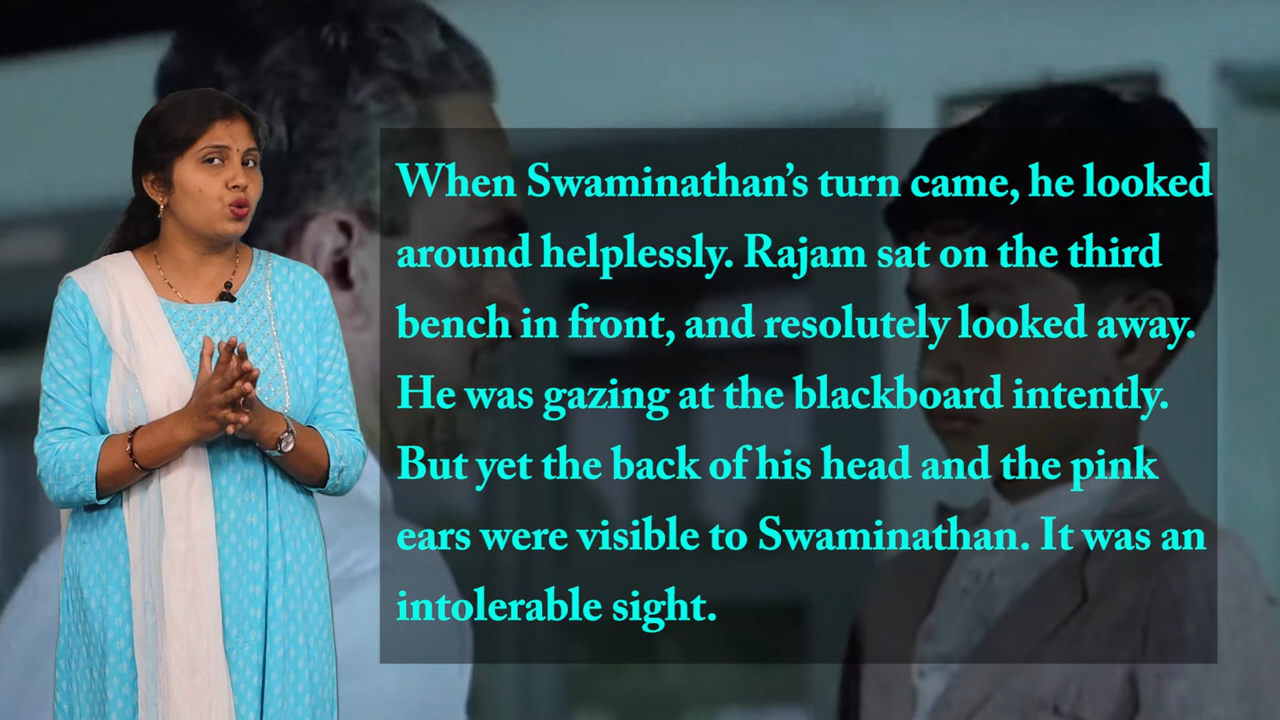 When Swaminathan’s turn came, he looked
around helplessly. Rajam sat on the third
bench in front, and resolutely looked away.
He was gazing at the blackboard intently.
But yet the back of his head and the pink
ears were visible to Swaminathan. It was an
intolerable sight.